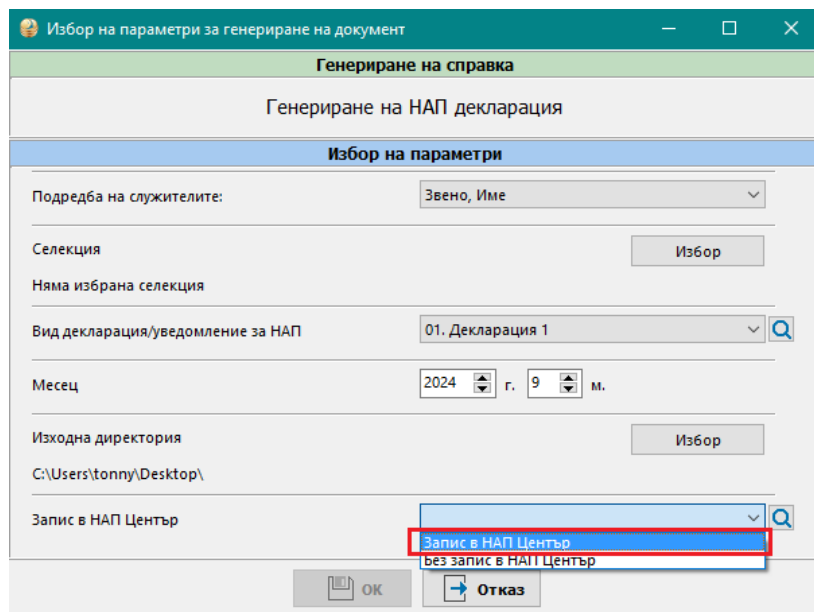 Избор на параметри за генериране на документ
Генериране на справка
Генериране на НАП декларация
Избор на параметри
Подредба на служителите: Звено, Име
Селекция Избор
Няма избрана селекция
Вид декларация/уведомление за НАП 01. Декларация 1
Месец 2024 г. 9 м.
Изходна директория Избор
C:\Users\tonny\Desktop\
Запис в НАП Център
Запис в НАП Център
Без запис в НАП Център
ОК Отказ